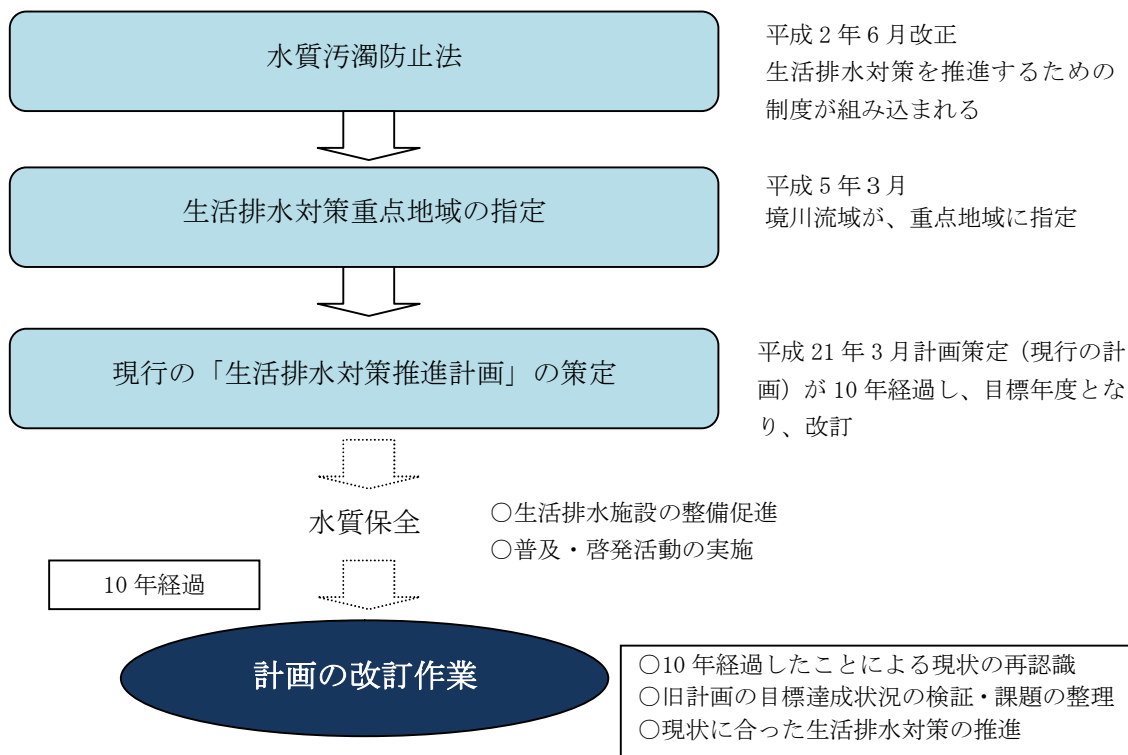 水質汚濁防止法
平成 2 年 6 月改正
生活排水対策を推進するための
制度が組み込まれる
生活排水対策重点地域の指定
平成 5 年 3 月
境川流域が、重点地域に指定
現行の「生活排水対策推進計画」の策定
平成 21 年 3 月計画策定（現行の計
画）が 10 年経過し、目標年度とな
り、改訂
水質保全
○生活排水施設の整備促進
○普及・啓発活動の実施
10 年経過
計画の改訂作業
○10 年経過したことによる現状の再認識
○旧計画の目標達成状況の検証・課題の整理
○現状に合った生活排水対策の推進